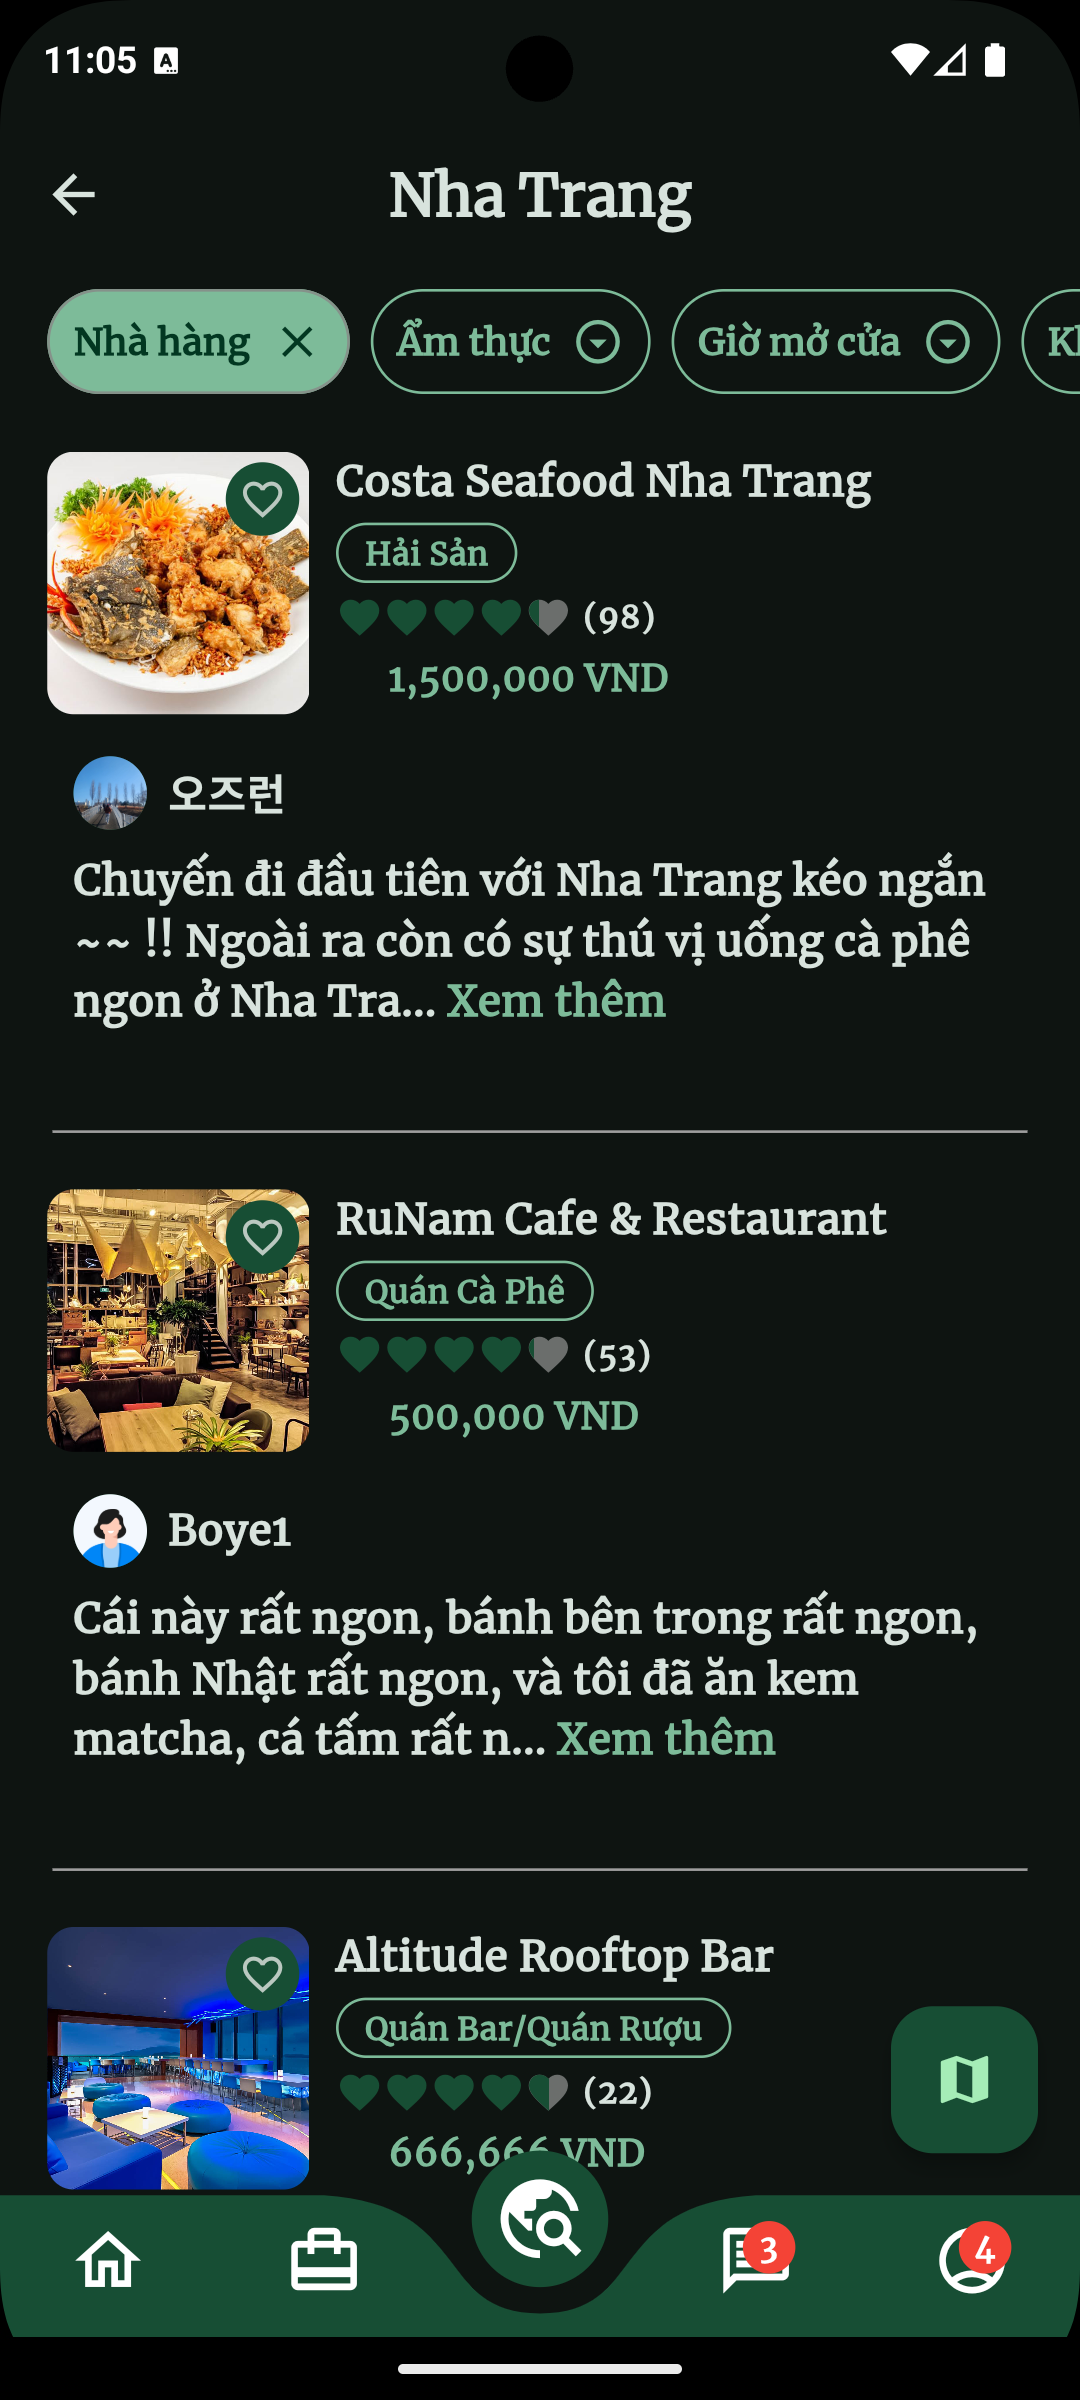 11:05
Nha Trang
Nhà hàng
Ẩm thực
Giờ mở cửa
Costa Seafood Nha Trang
Hải Sản
(98)
1,500,000 VND
오즈런
Chuyến đi đầu tiên với Nha Trang kéo ngắn
~~ !! Ngoài ra còn có sự thú vị uống cà phê
ngon ở Nha Tra... Xem thêm
RuNam Cafe & Restaurant
Quán Cà Phê
(53)
500,000 VND
Boye1
Cái này rất ngon, bánh bên trong rất ngon,
bánh Nhật rất ngon, và tôi đã ăn kem
matcha, cá tấm rất n... Xem thêm
Altitude Rooftop Bar
Quán Bar/Quán Rượu
(22)
666,666 VND
3
4